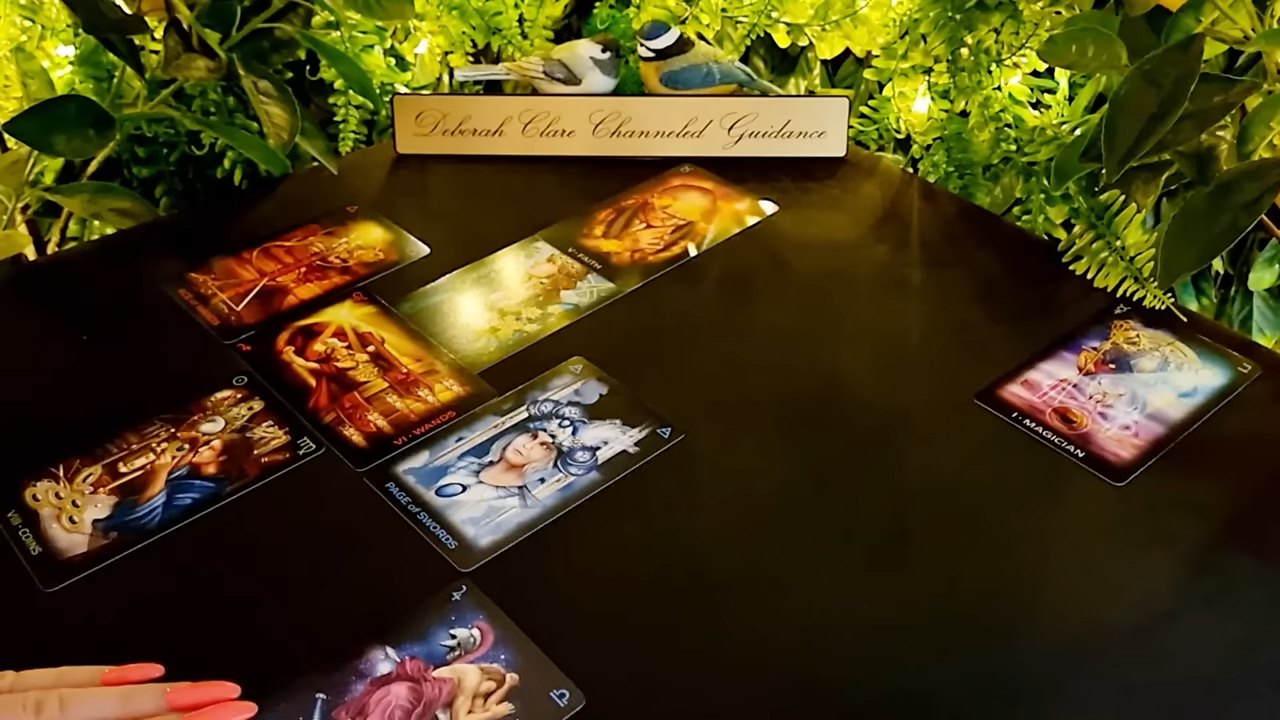 Deborah Clare Channeled Guidance
V · FAITH
VI · WANDS
I · MAGICIAN
VIII · COINS
PAGE of SWORDS